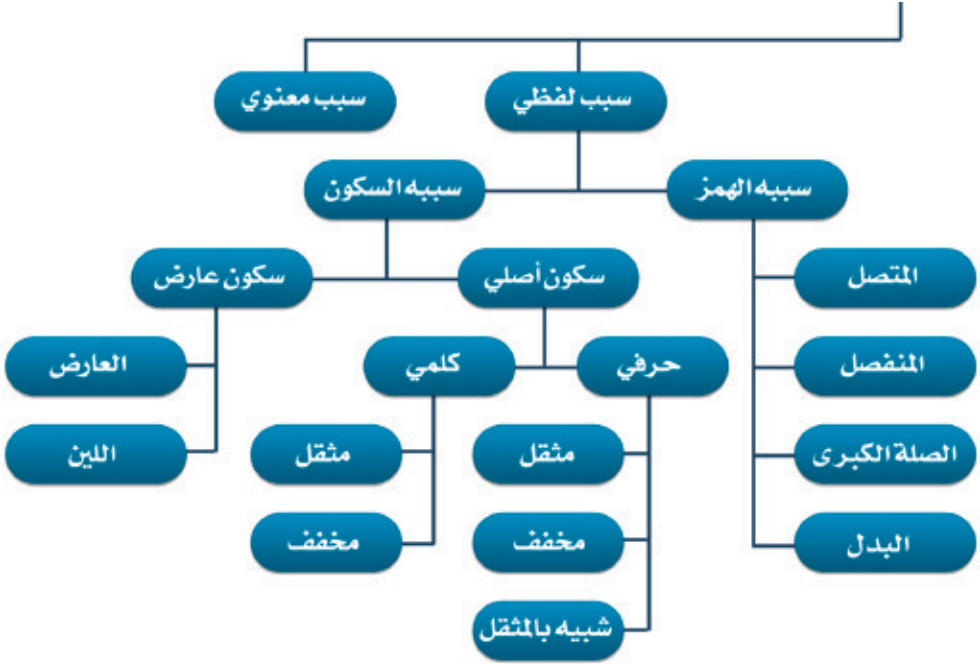 سبب لفظي
سبب معنوي
سببه الهمز
سببه السكون
المتصل
المنفصل
الصلة الكبرى
البدل
سكون أصلي
سكون عارض
حرفي
كلمي
مثقل
مخفف
شبيه بالمثقل
مثقل
مخفف
العارض
اللين